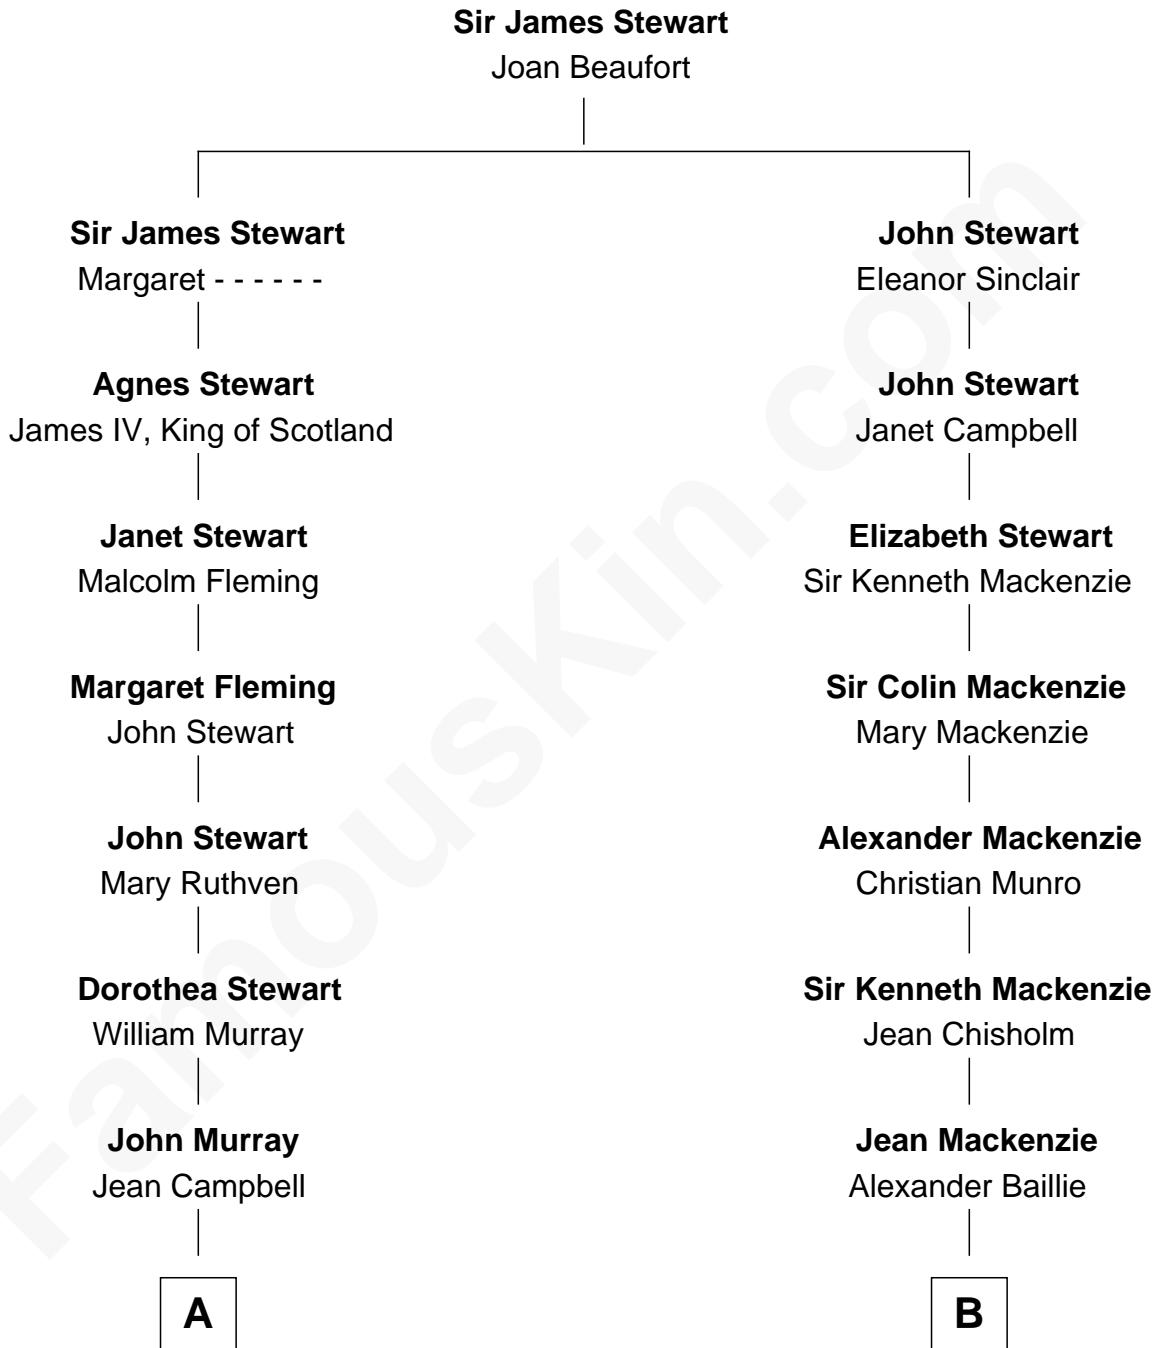 Sir James Stewart
Joan Beaufort
Sir James Stewart
Margaret - - - - - -
Agnes Stewart
James IV, King of Scotland
Janet Stewart
Malcolm Fleming
Margaret Fleming
John Stewart
John Stewart
Mary Ruthven
Dorothea Stewart
William Murray
John Murray
Jean Campbell
A
John Stewart
Eleanor Sinclair
John Stewart
Janet Campbell
Elizabeth Stewart
Sir Kenneth Mackenzie
Sir Colin Mackenzie
Mary Mackenzie
Alexander Mackenzie
Christian Munro
Sir Kenneth Mackenzie
Jean Chisholm
Jean Mackenzie
Alexander Baillie
B
FamousKin.com